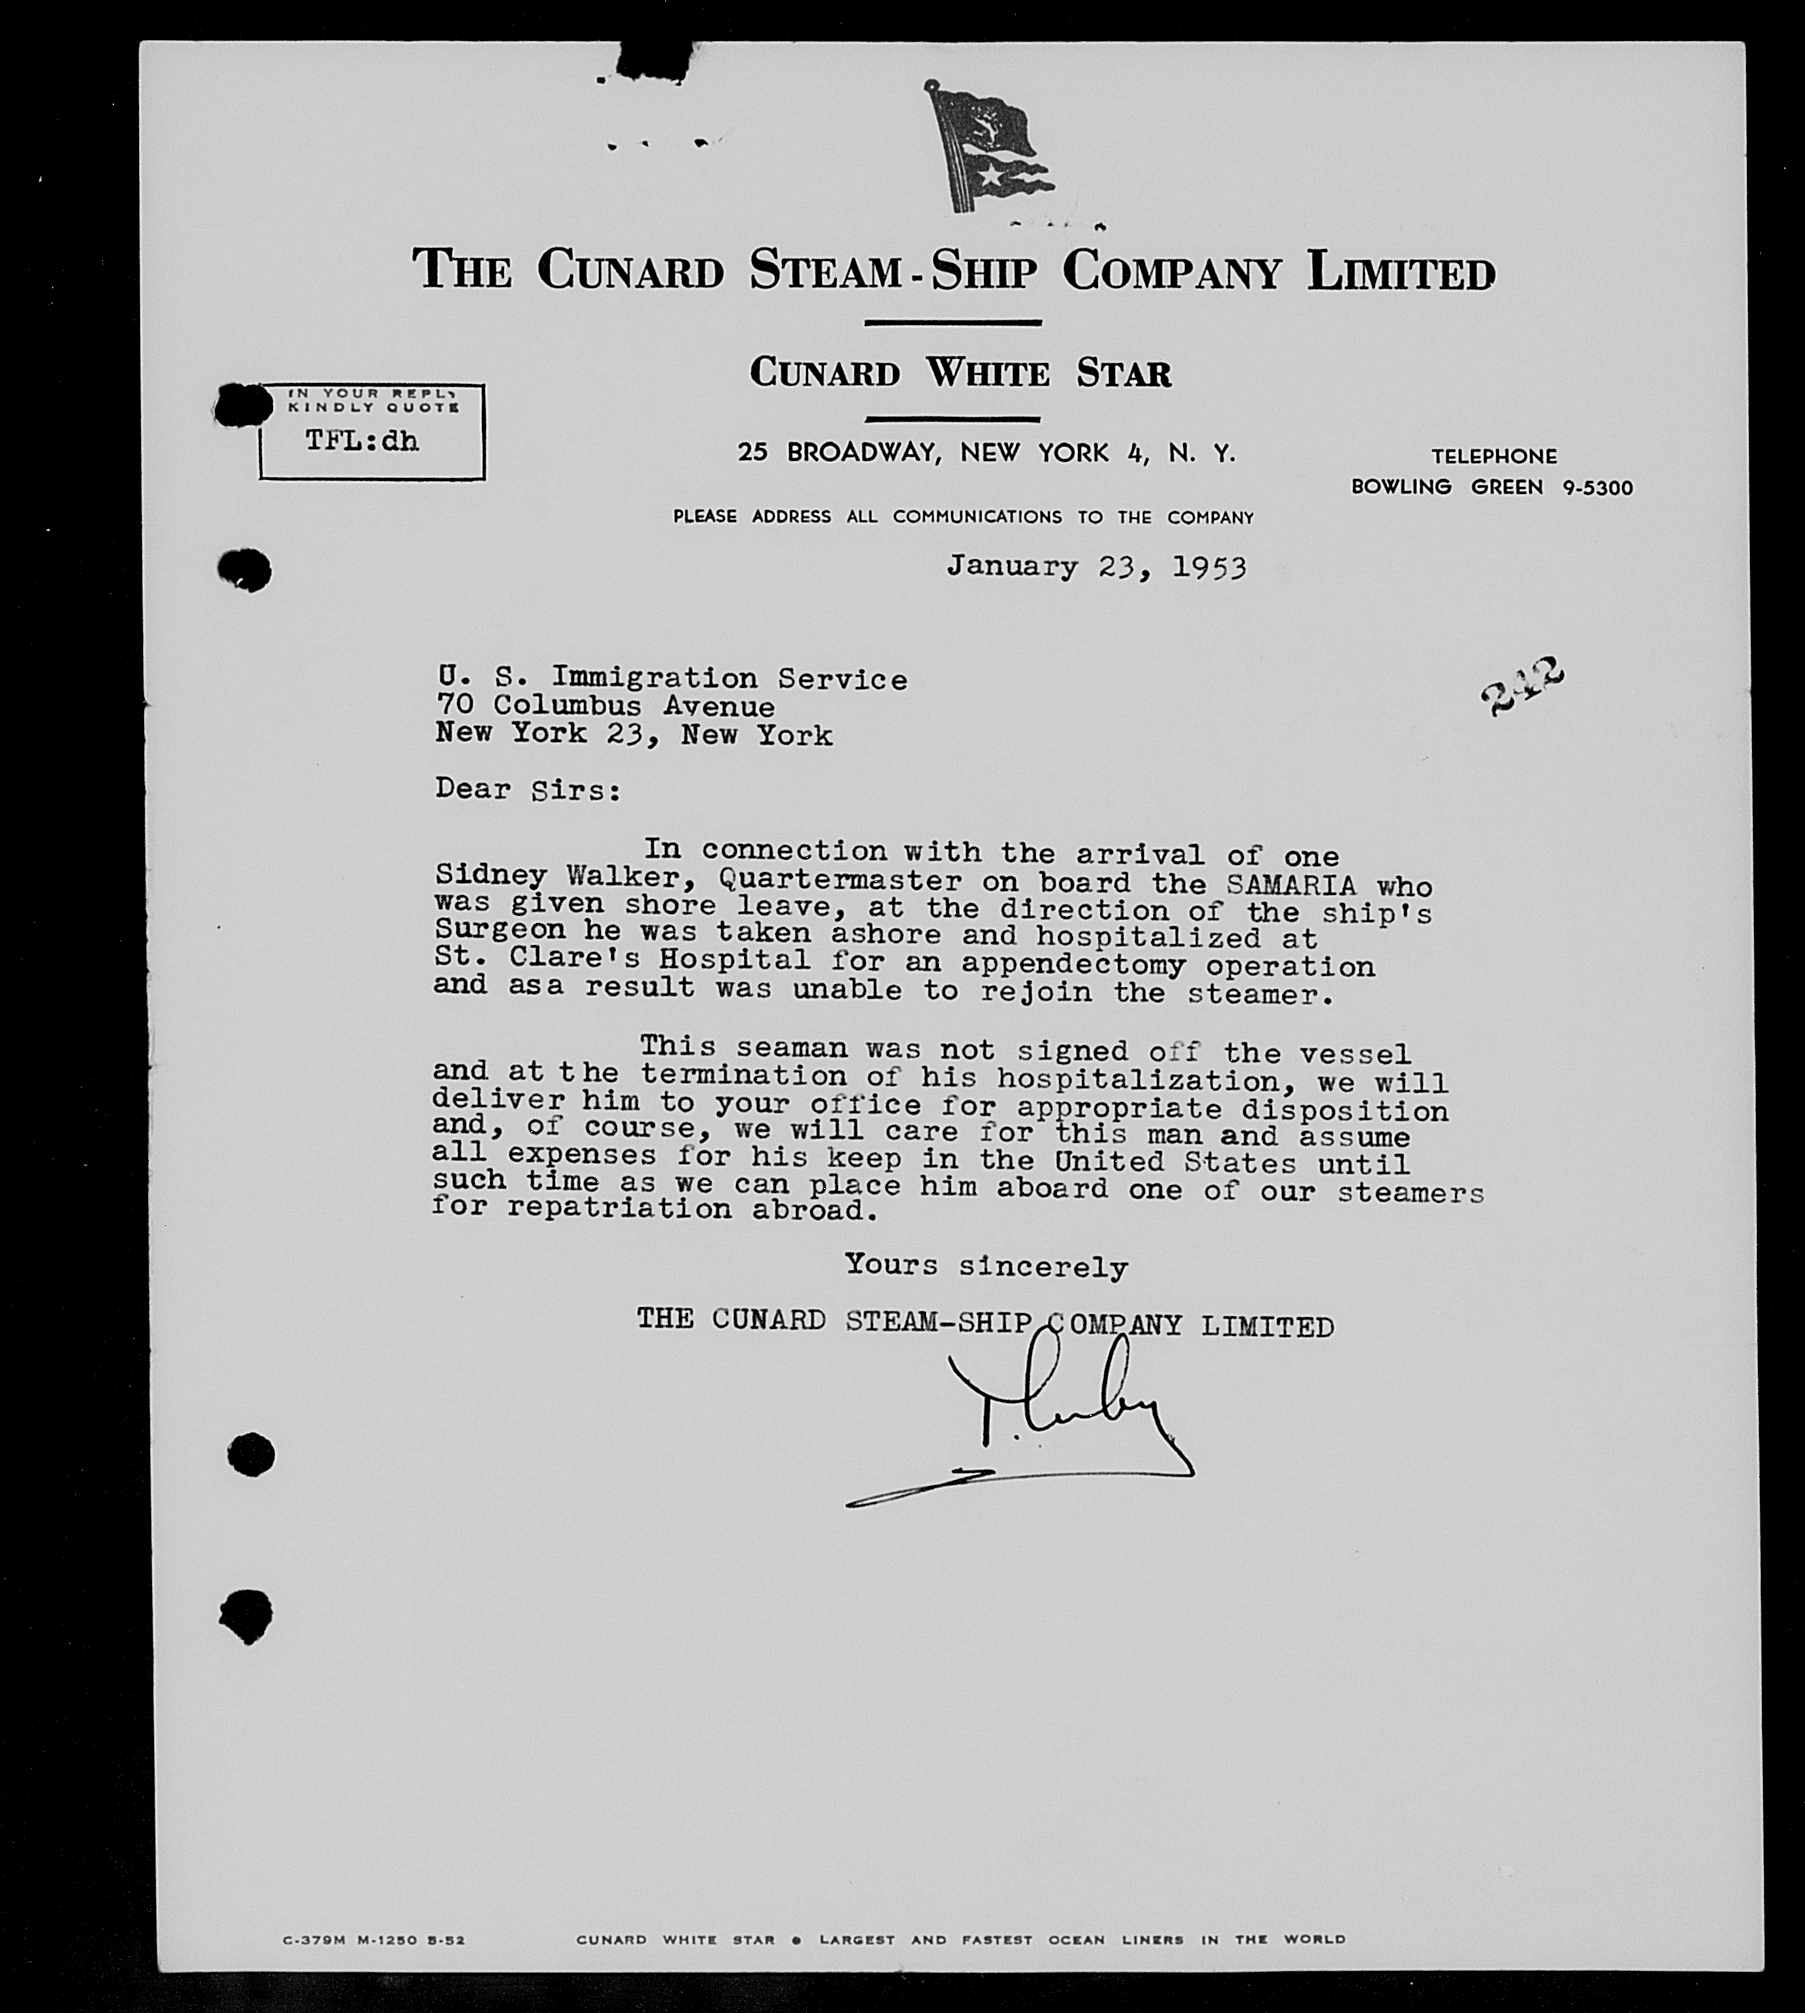 THE CUNARD STEAM-SHIP COMPANY LIMITED
CUNARD WHITE STAR
IN YOUR REPLY
KINDLY QUOTE
TFL:dh
25 BROADWAY, NEW YORK 4, N. Y.
TELEPHONE
BOWLING GREEN 9-5300
PLEASE ADDRESS ALL COMMUNICATIONS TO THE COMPANY
January 23, 1953
242
U. S. Immigration Service
70 Columbus Avenue
New York 23, New York
Dear Sirs:
In connection with the arrival of one
Sidney Walker, Quartermaster on board the SAMARIA who
was given shore leave, at the direction of the ship's
Surgeon he was taken ashore and hospitalized at
St. Clare's Hospital for an appendectomy operation
and asa result was unable to rejoin the steamer.
This seaman was not signed off the vessel
and at the termination of his hospitalization, we will
deliver him to your office for appropriate disposition
and, of course, we will care for this man and assume
all expenses for his keep in the United States until
such time as we can place him aboard one of our steamers
for repatriation abroad.
Yours sincerely
THE CUNARD STEAM-SHIP COMPANY LIMITED
C-379M M-1250 5-52
CUNARD WHITE STAR • LARGEST AND FASTEST OCEAN LINERS IN THE WORLD